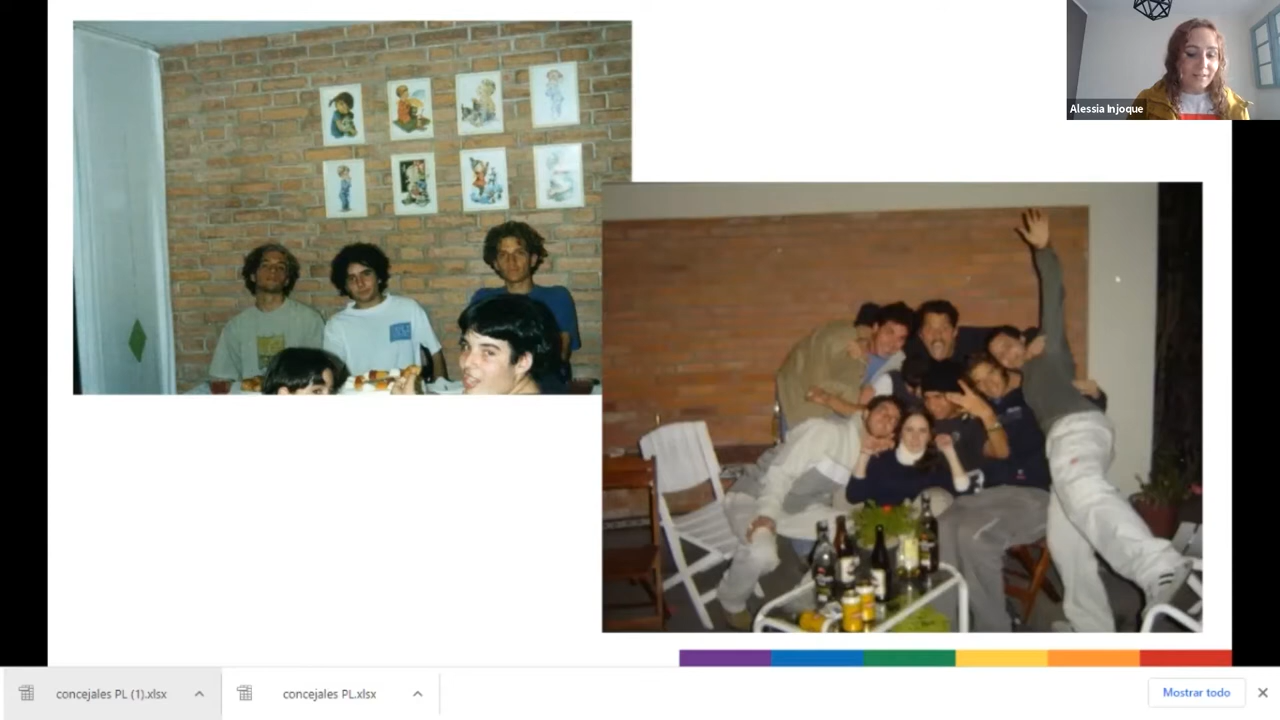 Alessia Injoque
concejales PL (1).xlsx
concejales PL.xlsx
Mostrar todo